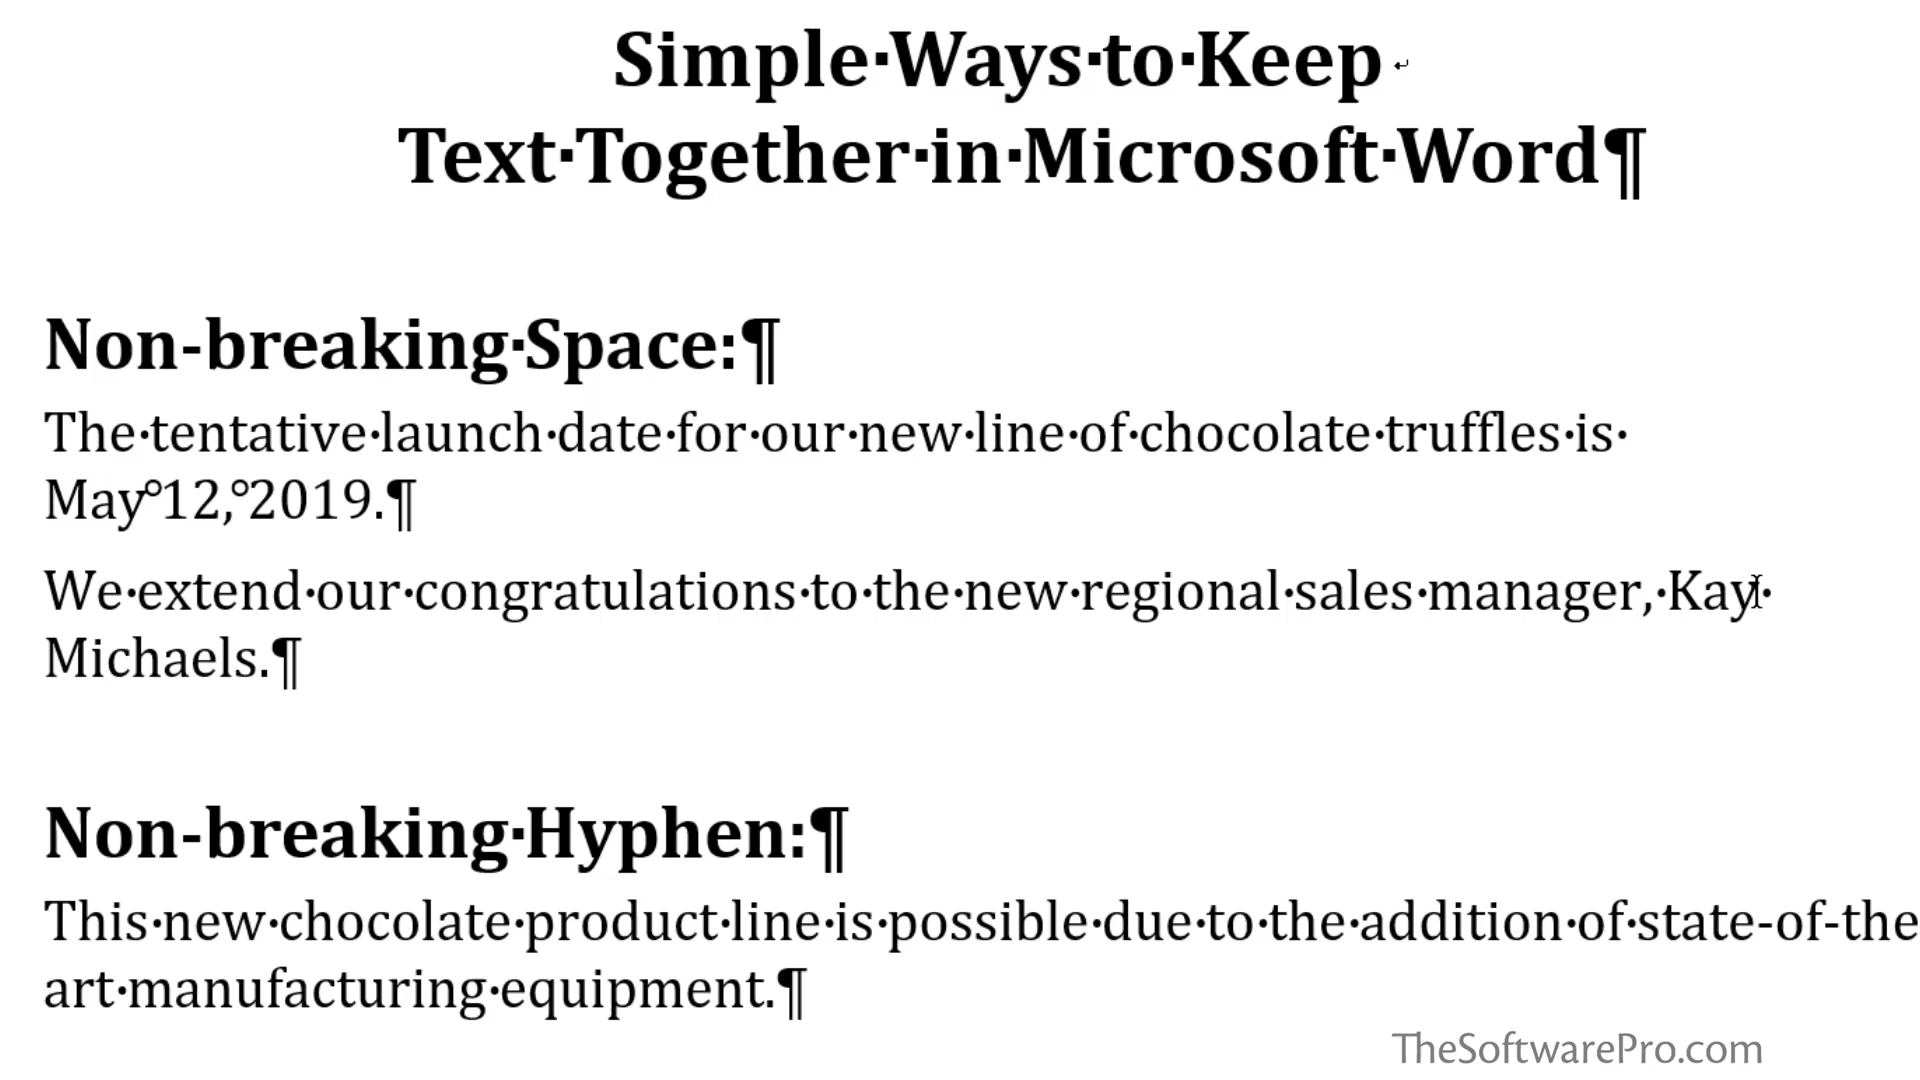 Simple·Ways·to·Keep↵
Text·Together·in·Microsoft·Word¶
Non-breaking·Space:¶
The·tentative·launch·date·for·our·new·line·of·chocolate·truffles·is·
May°12,°2019.¶
We·extend·our·congratulations·to·the·new·regional·sales·manager,·Kay·
Michaels.¶
Non-breaking·Hyphen:¶
This·new·chocolate·product·line·is·possible·due·to·the·addition·of·state-of-the
art·manufacturing·equipment.¶
TheSoftwarePro.com